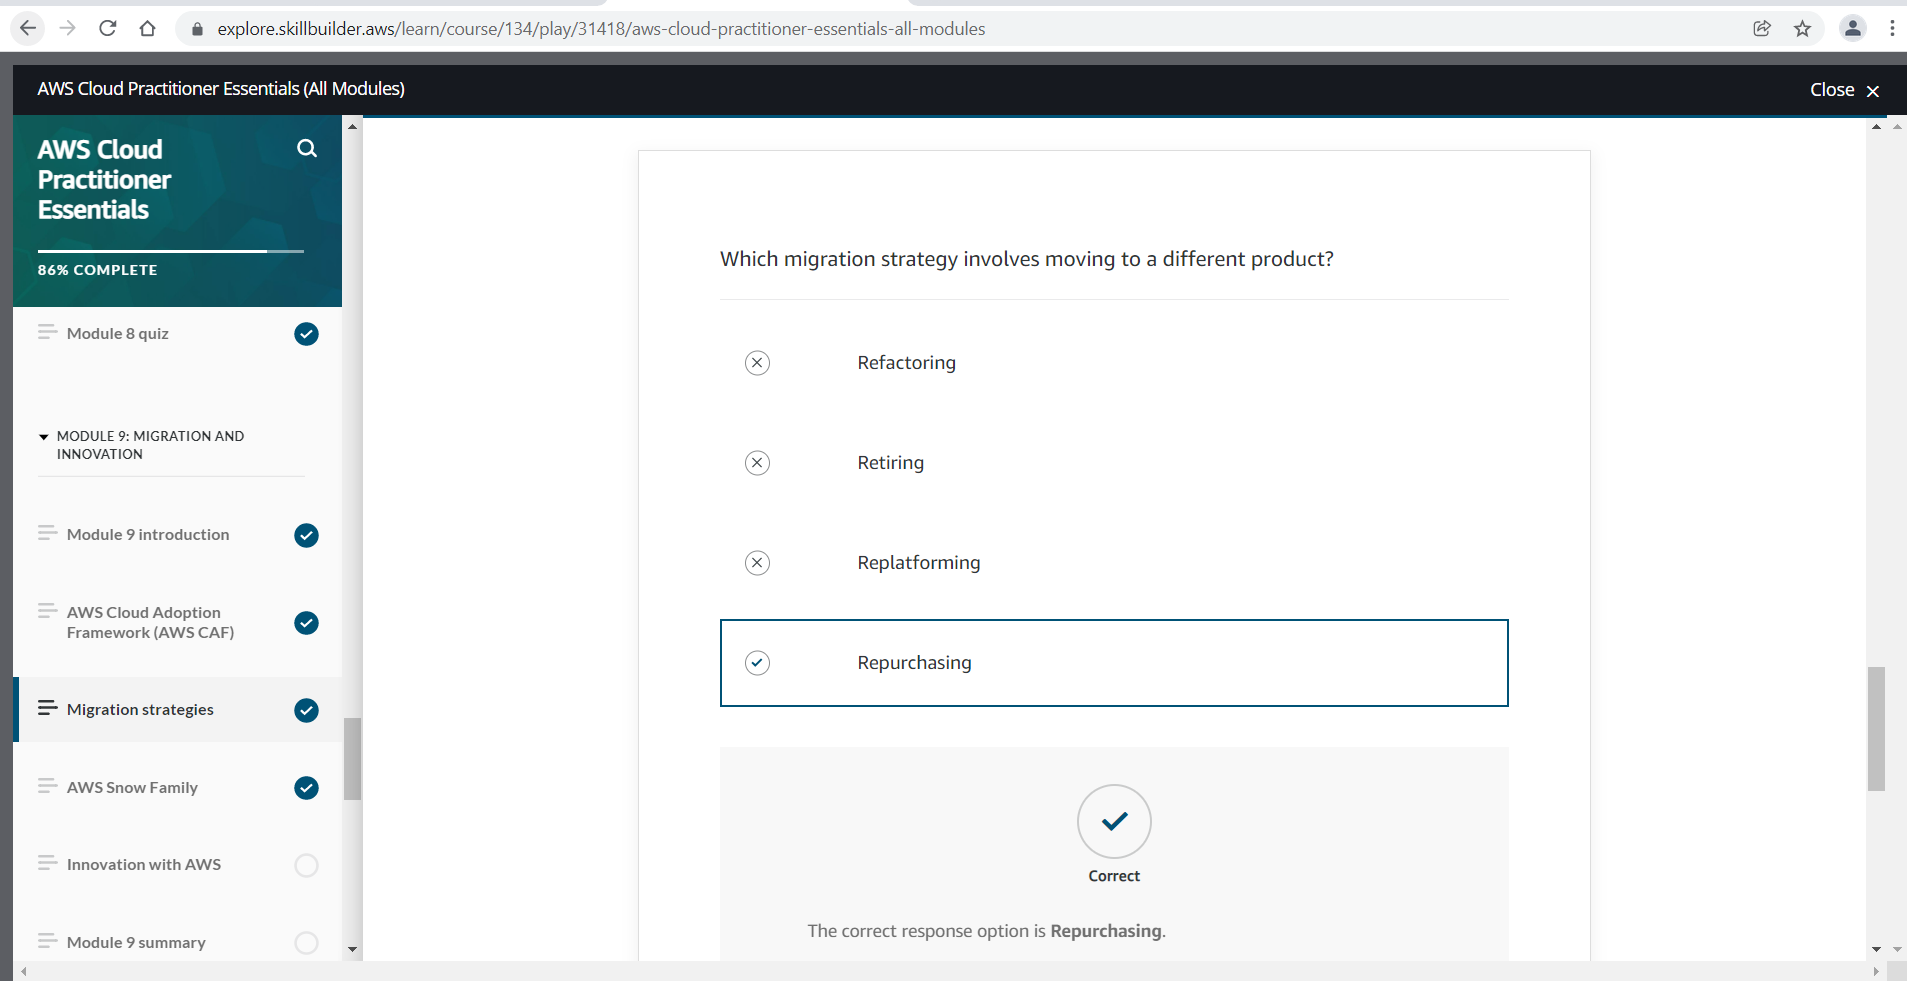 explore.skillbuilder.aws/learn/course/134/play/31418/aws-cloud-practitioner-essentials-all-modules
AWS Cloud Practitioner Essentials (All Modules)
Close
AWS Cloud
Practitioner
Essentials
86% COMPLETE
Module 8 quiz
MODULE 9: MIGRATION AND
INNOVATION
Module 9 introduction
AWS Cloud Adoption
Framework (AWS CAF)
Migration strategies
AWS Snow Family
Innovation with AWS
Module 9 summary
Which migration strategy involves moving to a different product?
Refactoring
Retiring
Replatforming
Repurchasing
Correct
The correct response option is Repurchasing.